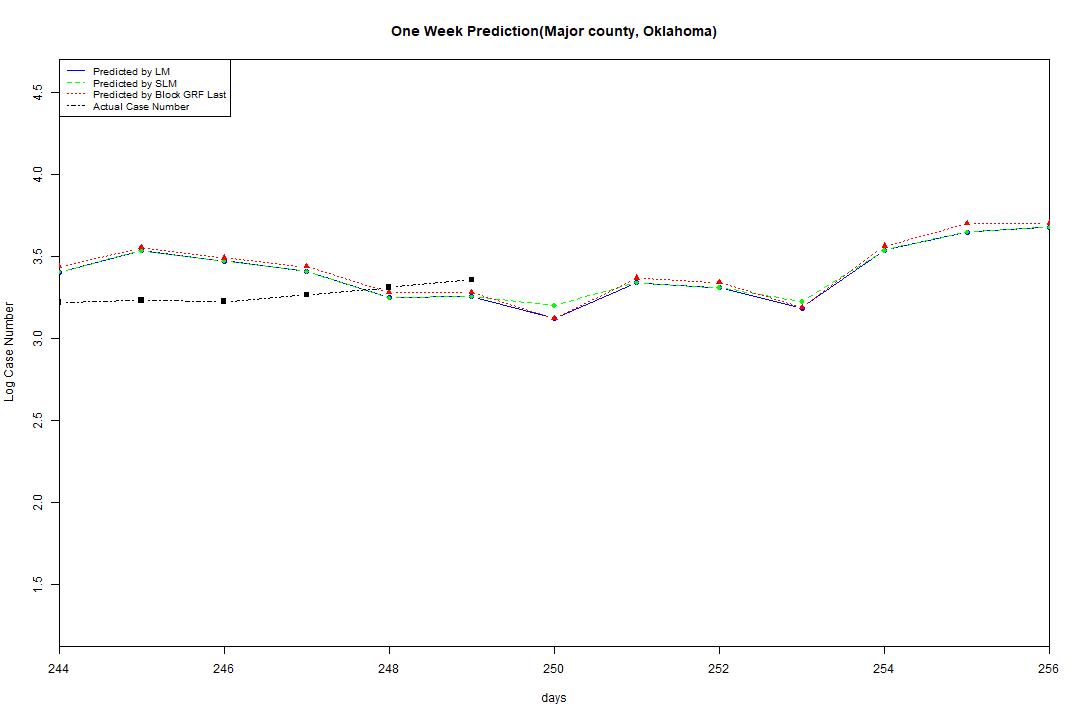 One Week Prediction(Major county, Oklahoma)
Predicted by LM
Predicted by SLM
Predicted by Block GRF Last
Actual Case Number
4.5
4.0
3.5
3.0
2.5
2.0
1.5
Log Case Number
244 246 248 250 252 254 256
days